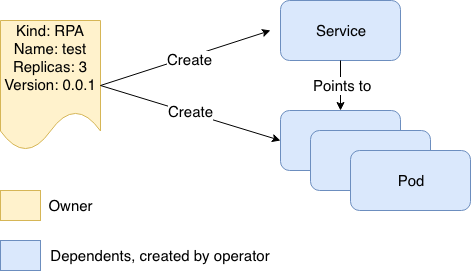 Kind: RPA
Name: test
Replicas: 3
Version: 0.0.1
Create
Service
Points to
Create
Pod
Owner
Dependents, created by operator